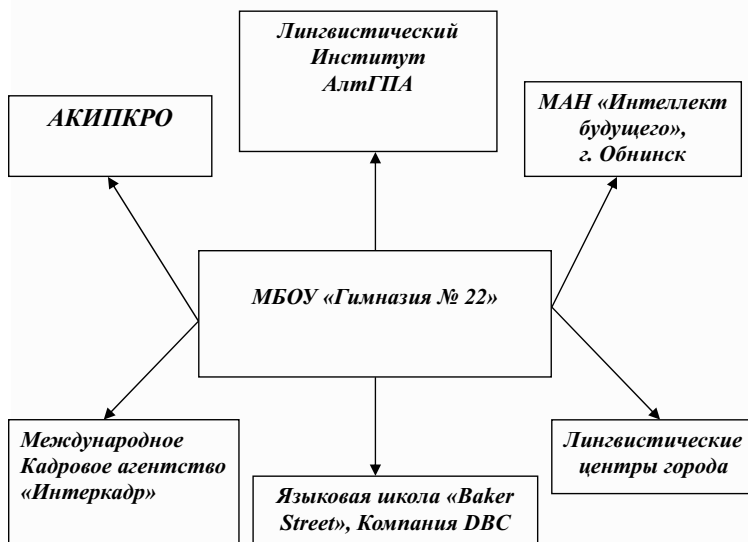 Лингвистический
Институт
АлтГПА
АКИПКРО
МАН «Интеллект
будущего»,
г. Обнинск
МБОУ «Гимназия № 22»
Международное
Кадровое агентство
«Интеркадр»
Языковая школа «Baker
Street», Компания DBC
Лингвистические
центры города